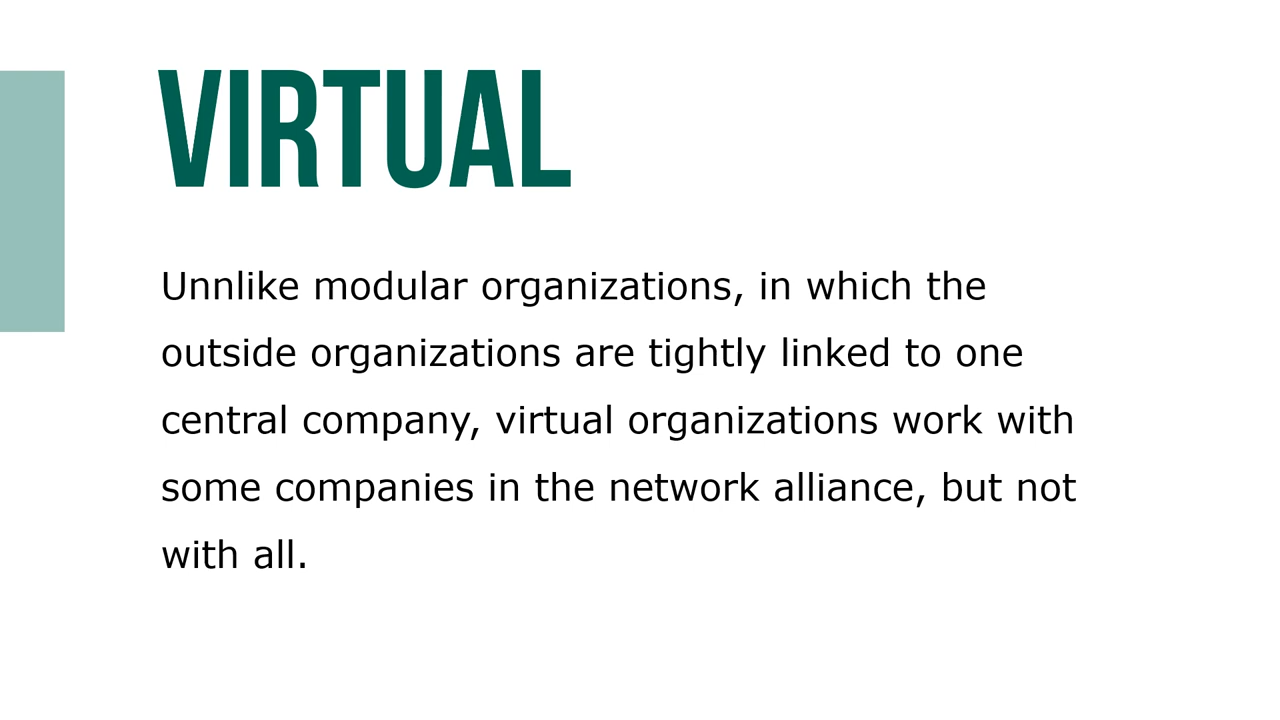 VIRTUAL
Unnlike modular organizations, in which the
outside organizations are tightly linked to one
central company, virtual organizations work with
some companies in the network alliance, but not
with all.